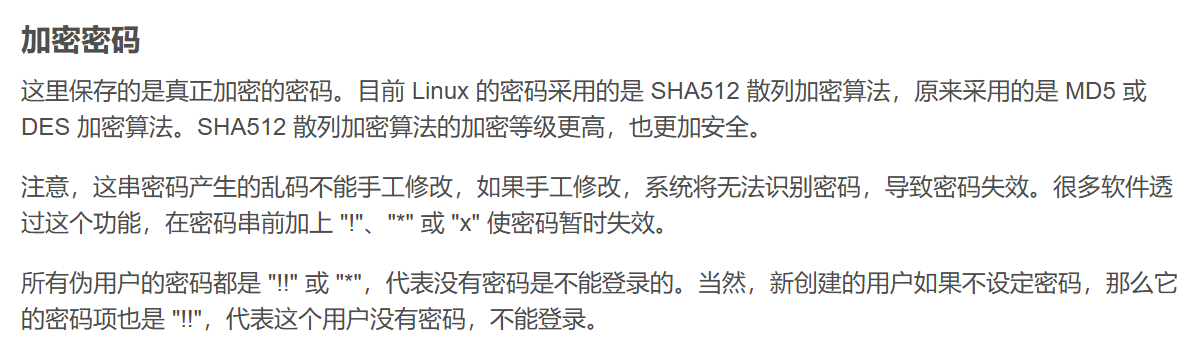 加密密码
这里保存的是真正加密的密码。目前 Linux 的密码采用的是 SHA512 散列加密算法，原来采用的是 MD5 或
DES 加密算法。SHA512 散列加密算法的加密等级更高，也更加安全。
注意，这串密码产生的乱码不能手工修改，如果手工修改，系统将无法识别密码，导致密码失效。很多软件透
过这个功能，在密码串前加上 "!"、"*" 或 "x" 使密码暂时失效。
所有伪用户的密码都是 "!!" 或 "*"，代表没有密码是不能登录的。当然，新创建的用户如果不设定密码，那么它
的密码项也是 "!!"，代表这个用户没有密码，不能登录。